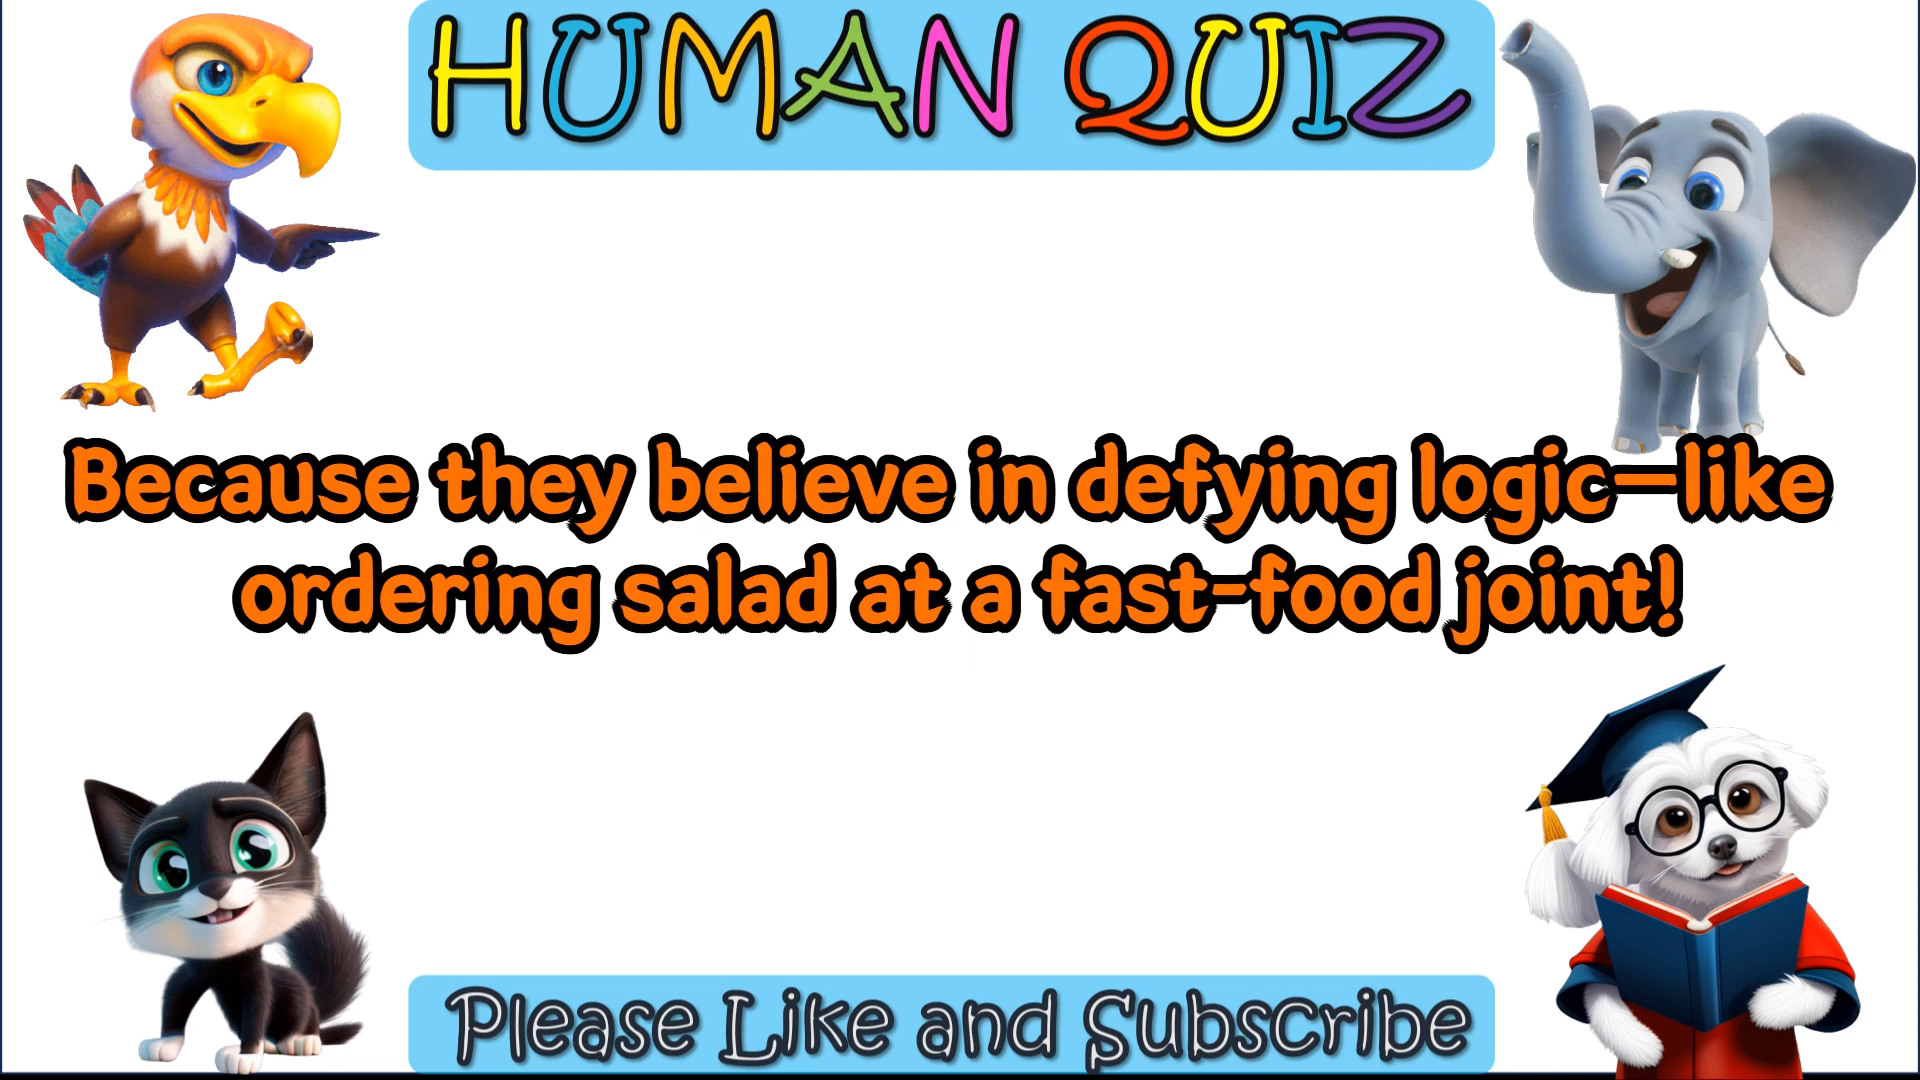 HUMAN QUIZ
Because they believe in defying logic—like
ordering salad at a fast-food joint!
Please Like and Subscribe